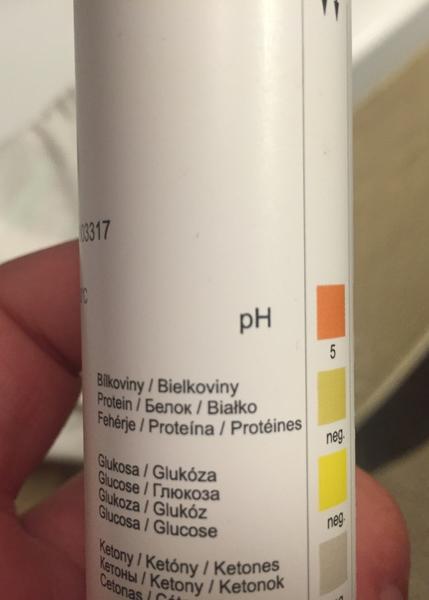 03317
°C
pH
5
Bílkoviny / Bielkoviny
Protein / Белок / Białko
Fehérje / Proteína / Protéines
neg.
Glukosa / Glukóza
Glucose / Глюкоза
Glukoza / Glukóz
Glucosa / Glucose
neg.
Ketony / Ketóny / Ketones
Кетоны / Ketony / Ketonok
Cetonas /